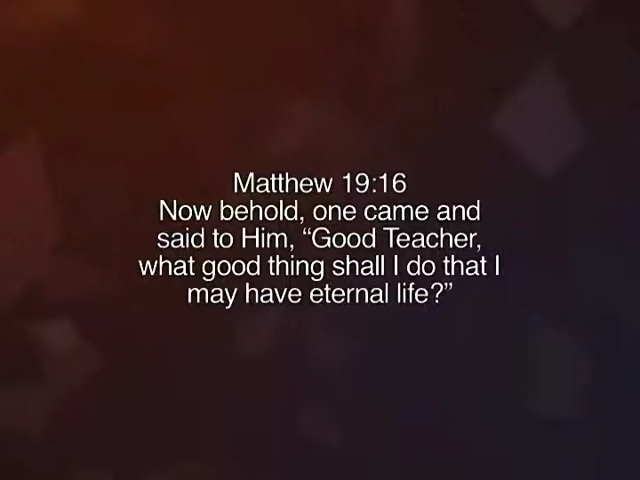 Matthew 19:16
Now behold, one came and
said to Him, “Good Teacher,
what good thing shall I do that I
may have eternal life?”